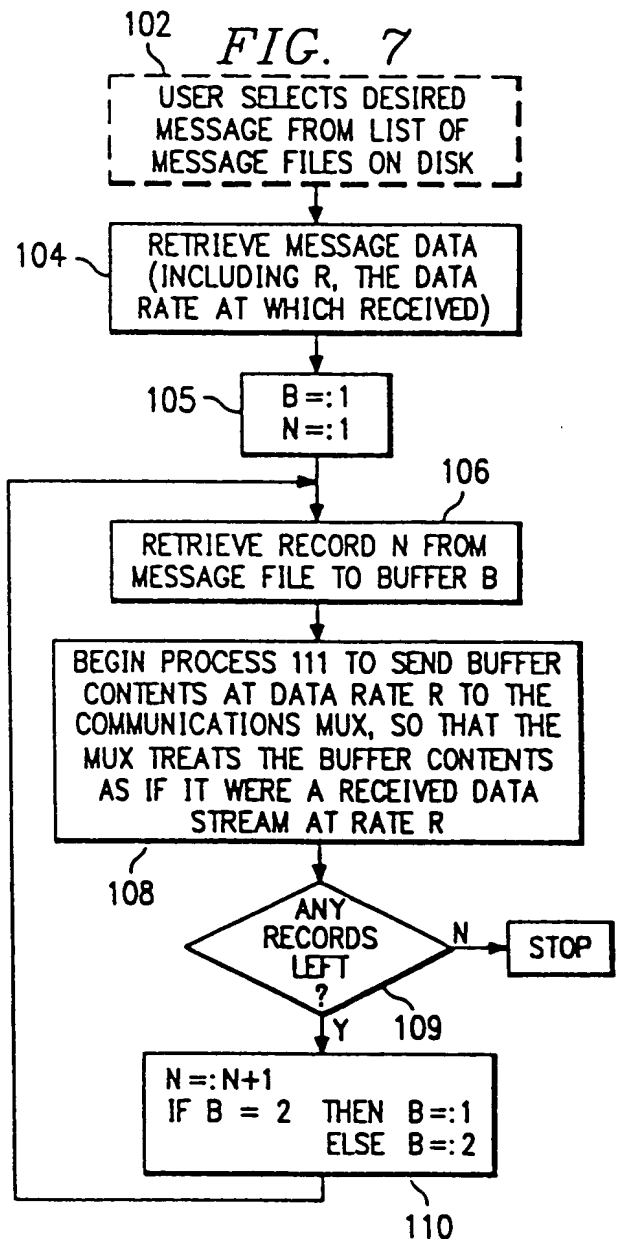 102
FIG. 7
USER SELECTS DESIRED
MESSAGE FROM LIST OF
MESSAGE FILES ON DISK
104
RETRIEVE MESSAGE DATA
(INCLUDING R, THE DATA
RATE AT WHICH RECEIVED)
105
B=:1
N=:1
106
RETRIEVE RECORD N FROM
MESSAGE FILE TO BUFFER B
BEGIN PROCESS 111 TO SEND BUFFER
CONTENTS AT DATA RATE R TO THE
COMMUNICATIONS MUX, SO THAT THE
MUX TREATS THE BUFFER CONTENTS
AS IF IT WERE A RECEIVED DATA
STREAM AT RATE R
108
ANY
RECORDS
LEFT
?
N
STOP
109
Y
N=:N+1
IF B = 2 THEN B=:1
ELSE B=:2
110